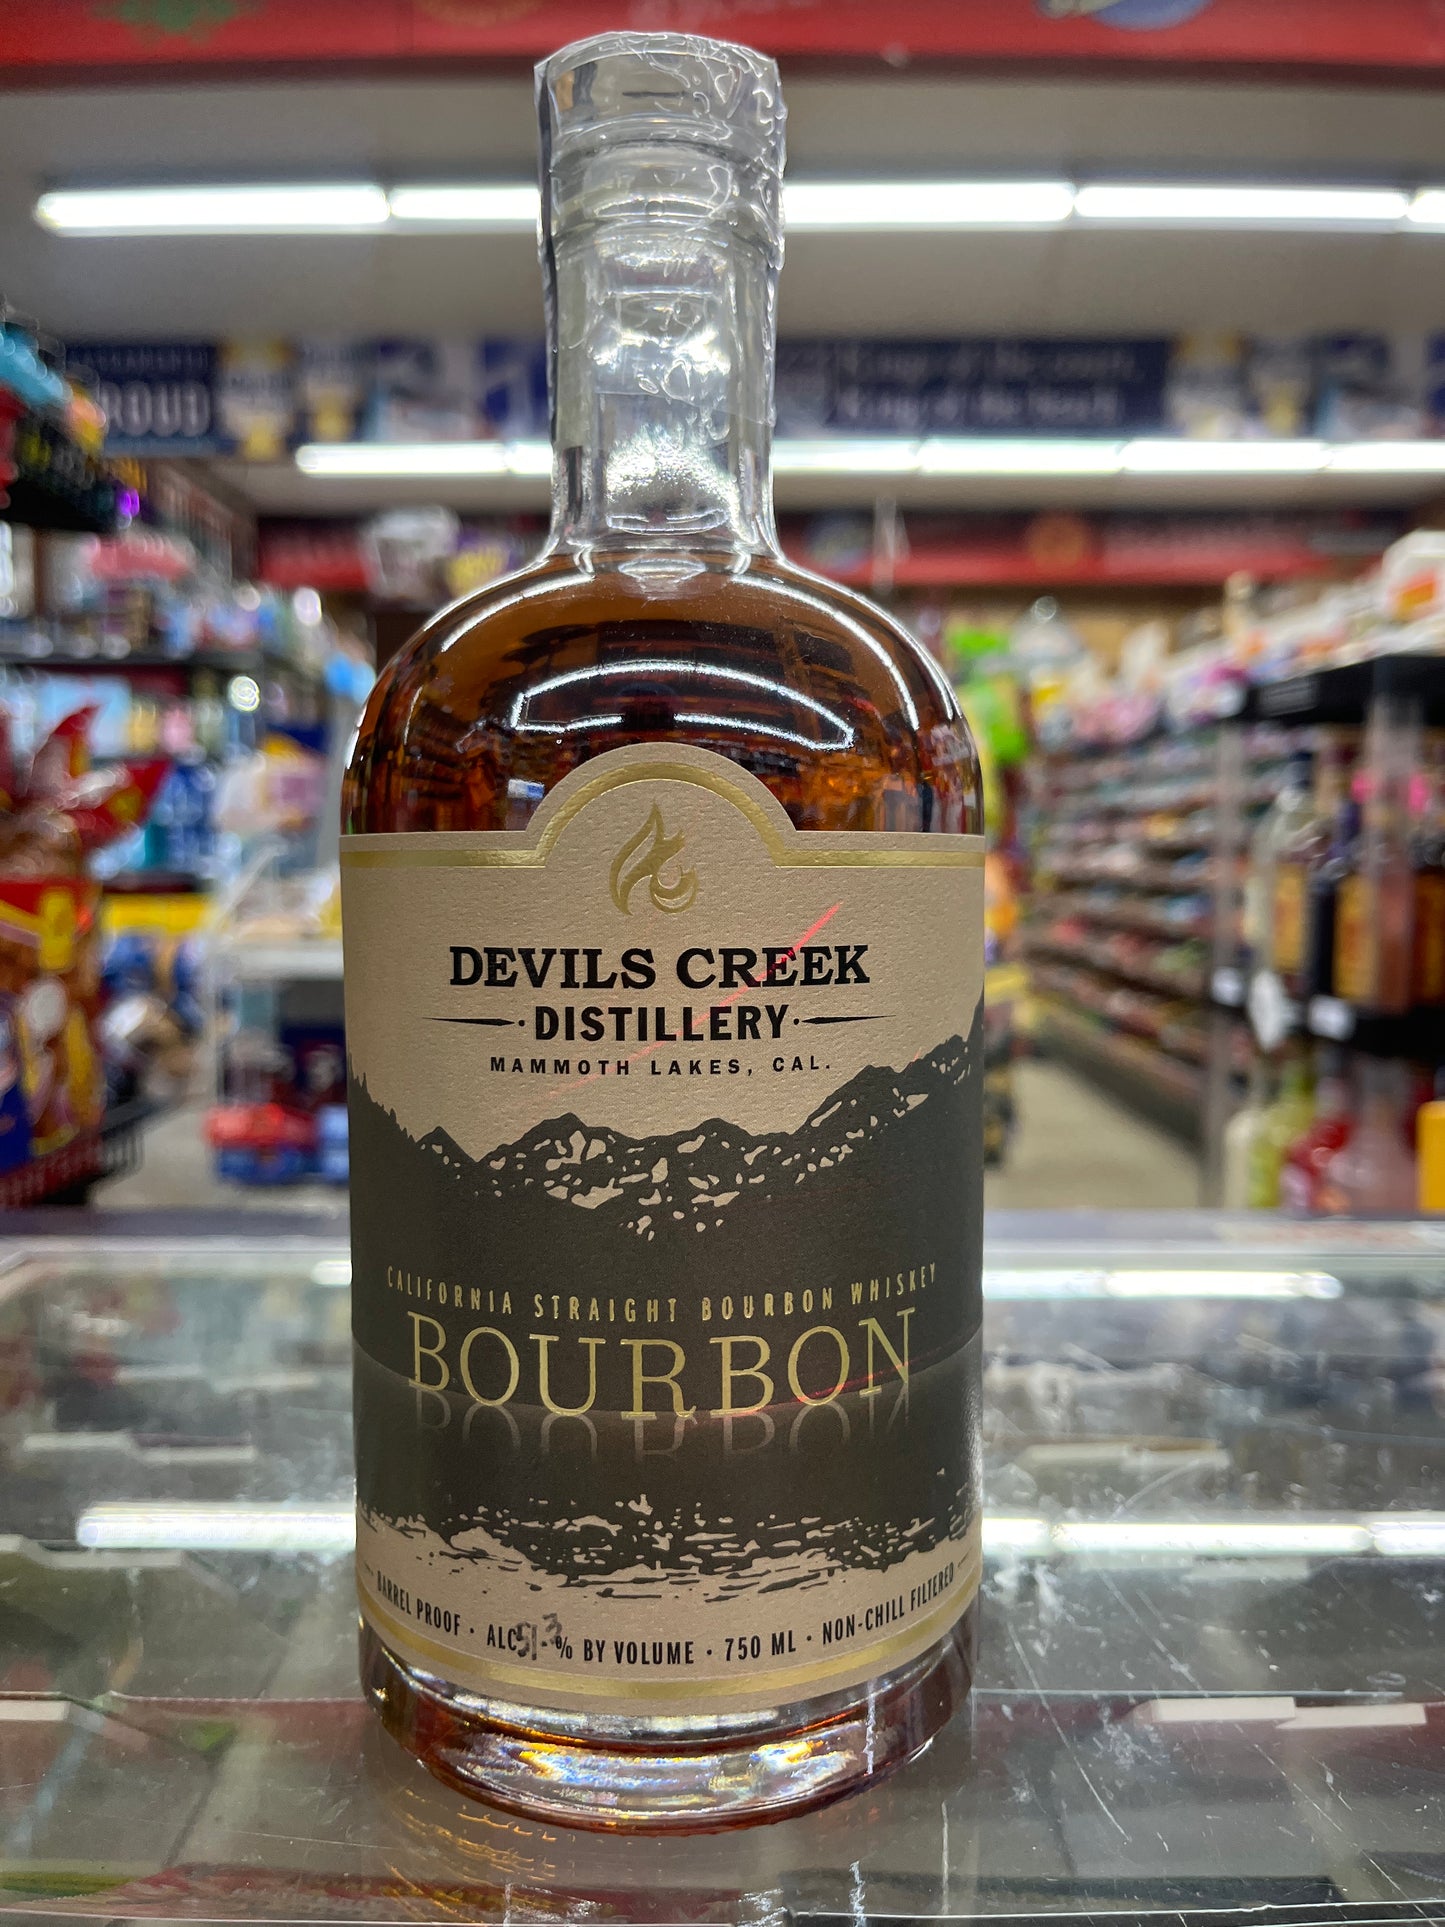 ROUD
DEVILS CREEK
DISTILLERY
MAMMOTH LAKES, CAL.
CALIFORNIA STRAIGHT BOURBON WHISKEY
BOURBON
BARREL PROOF · ALC 51.3% BY VOLUME · 750 ML · NON-CHILL FILTERED